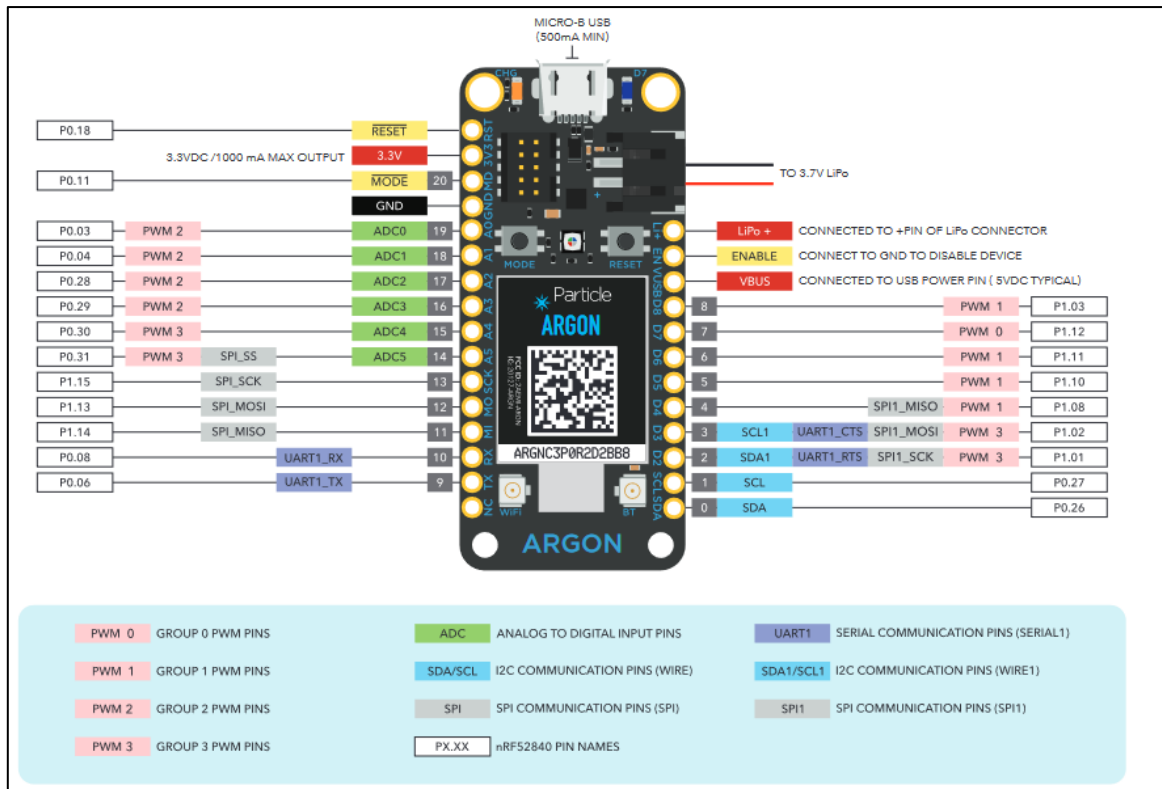 MICRO-B USB
(500mA MIN)
CHG D7
P0.18 RESET RST
3.3VDC /1000 mA MAX OUTPUT 3.3V 3V3
P0.11 MODE 20 MD
GND GND
TO 3.7V LiPo
+
P0.03 PWM 2 ADC0 19 A0
P0.04 PWM 2 ADC1 18 A1
P0.28 PWM 2 ADC2 17 A2
P0.29 PWM 2 ADC3 16 A3
P0.30 PWM 3 ADC4 15 A4
P0.31 PWM 3 SPI_SS ADC5 14 A5
P1.15 SPI_SCK 13 SCK
P1.13 SPI_MOSI 12 MO
P1.14 SPI_MISO 11 MI
P0.08 UART1_RX 10 RX
P0.06 UART1_TX 9 TX
NC
MODE RESET
Particle
ARGON
ARGNC3P0R2D2BB8
WiFi BT
ARGON
LI+ LiPo + CONNECTED TO +PIN OF LiPo CONNECTOR
EN ENABLE CONNECT TO GND TO DISABLE DEVICE
VUSB VBUS CONNECTED TO USB POWER PIN ( 5VDC TYPICAL)
D8 8 PWM 1 P1.03
D7 7 PWM 0 P1.12
D6 6 PWM 1 P1.11
D5 5 PWM 1 P1.10
D4 4 SPI1_MISO PWM 1 P1.08
D3 3 SCL1 UART1_CTS SPI1_MOSI PWM 3 P1.02
D2 2 SDA1 UART1_RTS SPI1_SCK PWM 3 P1.01
SCL 1 SCL P0.27
SDA 0 SDA P0.26
PWM 0 GROUP 0 PWM PINS
PWM 1 GROUP 1 PWM PINS
PWM 2 GROUP 2 PWM PINS
PWM 3 GROUP 3 PWM PINS
ADC ANALOG TO DIGITAL INPUT PINS
SDA/SCL I2C COMMUNICATION PINS (WIRE)
SPI SPI COMMUNICATION PINS (SPI)
PX.XX nRF52840 PIN NAMES
UART1 SERIAL COMMUNICATION PINS (SERIAL1)
SDA1/SCL1 I2C COMMUNICATION PINS (WIRE1)
SPI1 SPI COMMUNICATION PINS (SPI1)